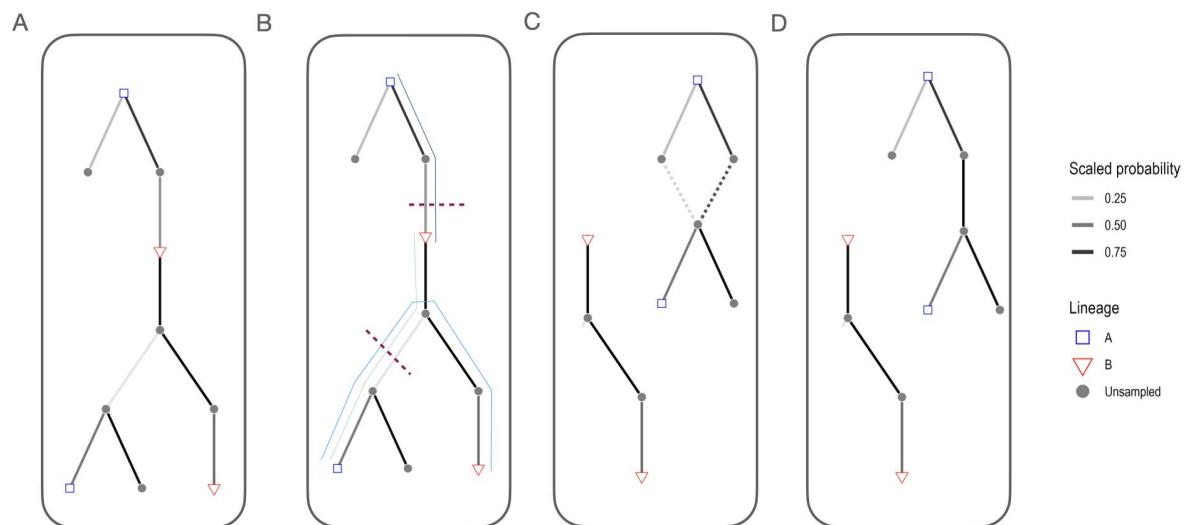 A
B
C
D
Scaled probability
0.25
0.50
0.75
Lineage
A
B
Unsampled